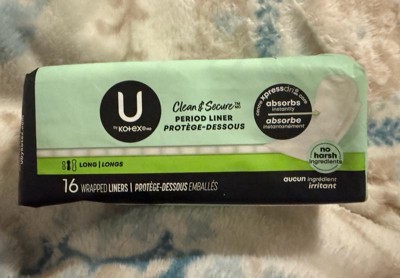 U
by KOTEX
Clean & Secure
PERIOD LINER
PROTÈGE-DESSOUS
xpressDRI
absorbs
instantly
absorbe
instantanément
no
harsh
ingredients
LONG | LONGS
aucun ingrédient
irritant
16 WRAPPED LINERS | PROTÈGE-DESSOUS EMBALLÉS